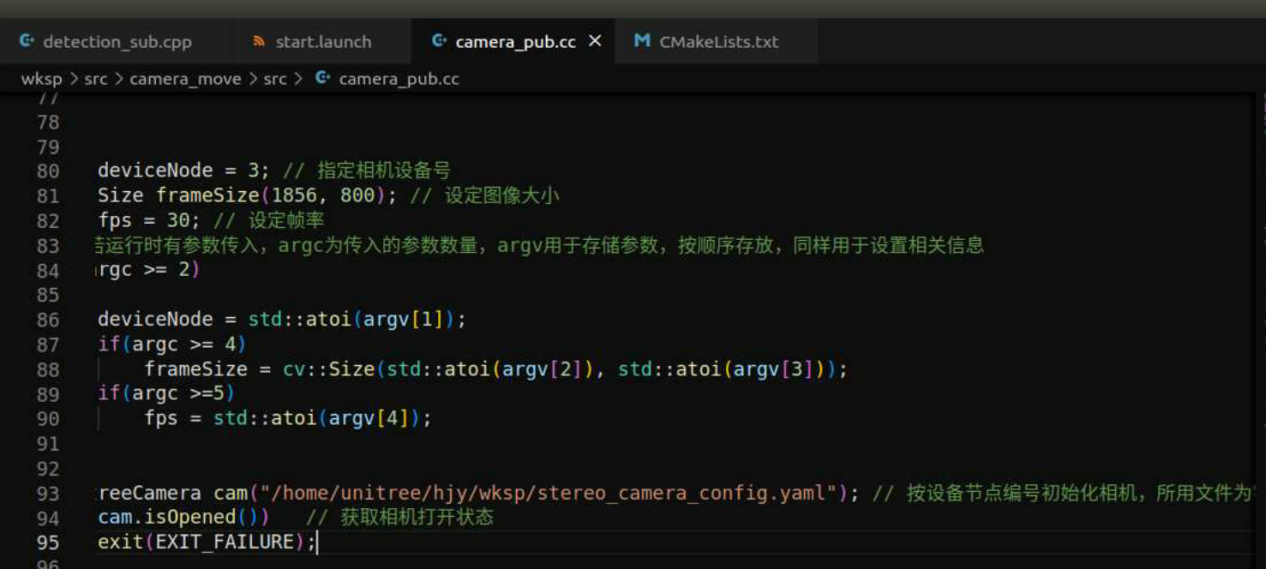 detection_sub.cpp start.launch camera_pub.cc × CMakeLists.txt
wksp > src > camera_move > src > camera_pub.cc
77
78
79
80 deviceNode = 3; // 指定相机设备号
81 Size frameSize(1856, 800); // 设定图像大小
82 fps = 30; // 设定帧率
83 运行时有参数传入，argc为传入的参数数量，argv用于存储参数，按顺序存放，同样用于设置相关信息
84 rgc >= 2)
85
86 deviceNode = std::atoi(argv[1]);
87 if(argc >= 4)
88 frameSize = cv::Size(std::atoi(argv[2]), std::atoi(argv[3]));
89 if(argc >=5)
90 fps = std::atoi(argv[4]);
91
92
93 reeCamera cam("/home/unitree/hjy/wksp/stereo_camera_config.yaml"); // 按设备节点编号初始化相机，所用文件为
94 cam.isOpened()) // 获取相机打开状态
95 exit(EXIT_FAILURE);
96